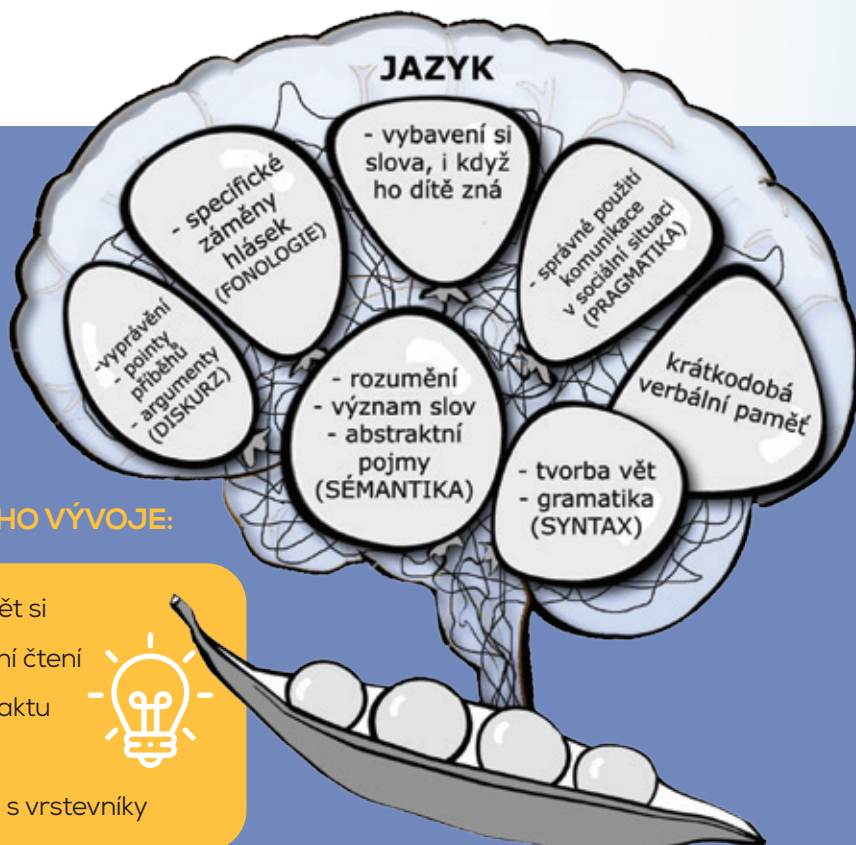 JAZYK
- specifické
záměny
hlásek
(FONOLOGIE)
- vybavení si
slova, i když
ho dítě zná
- správné použití
komunikace
v sociální situaci
(PRAGMATIKA)
-vyprávění
- pointy
příběhů
- argumenty
(DISKURZ)
- rozumění
- význam slov
- abstraktní
pojmy
(SÉMANTIKA)
- tvorba vět
- gramatika
(SYNTAX)
krátkodobá
verbální paměť
HO VÝVOJE:
ět si
ní čtení
aktu
s vrstevníky